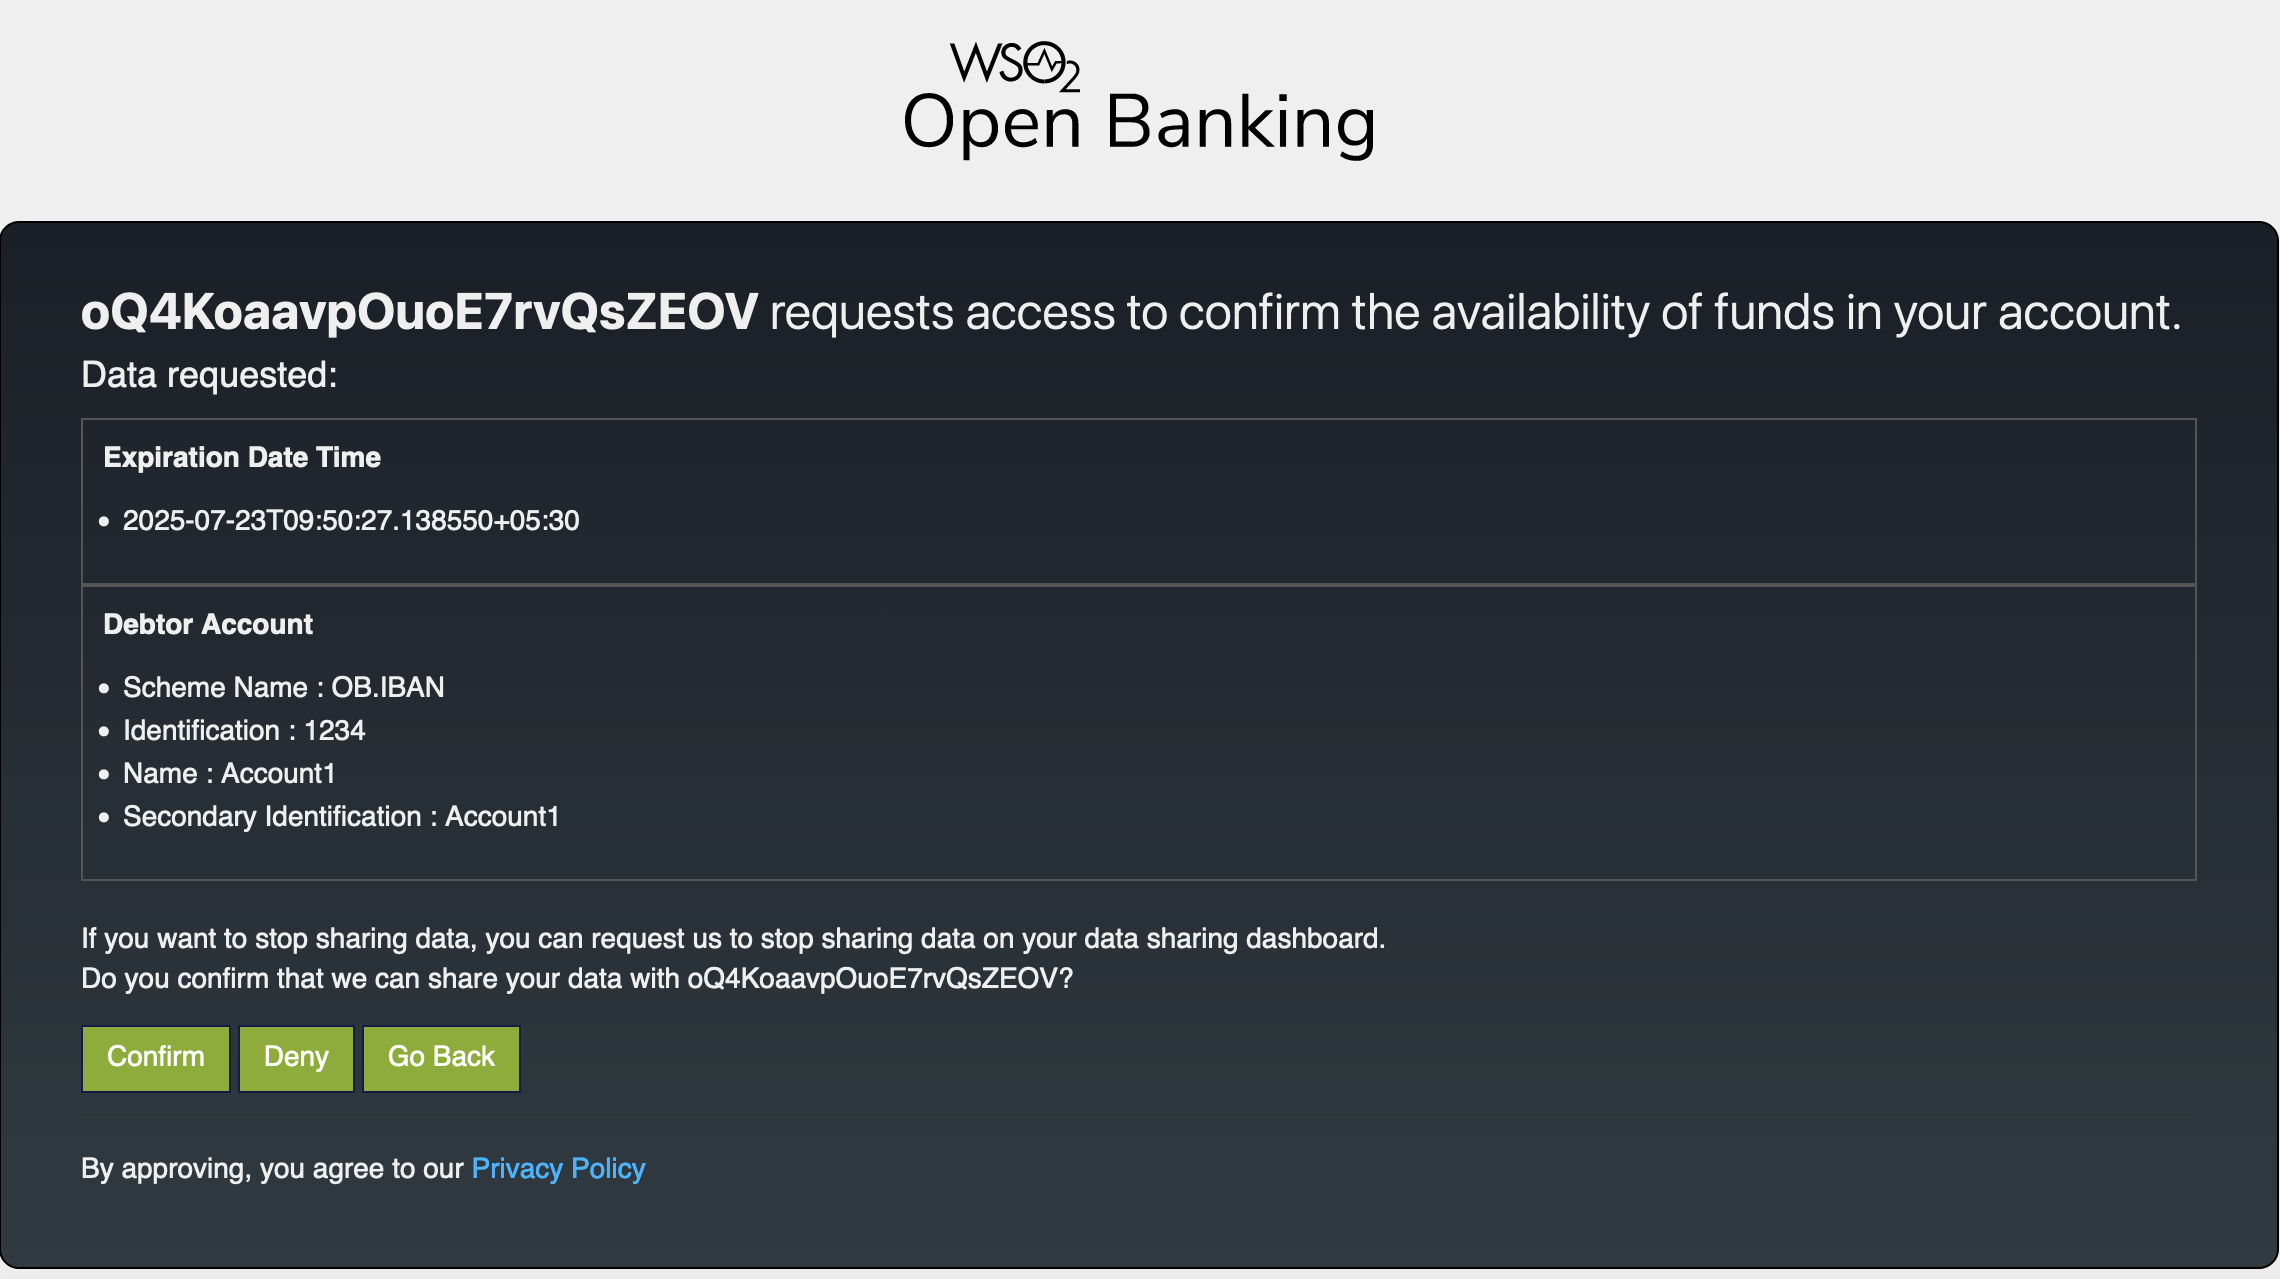 WSO2
Open Banking
oQ4KoaavpOuoE7rvQsZEOV requests access to confirm the availability of funds in your account.
Data requested:
Expiration Date Time
2025-07-23T09:50:27.138550+05:30
Debtor Account
Scheme Name : OB.IBAN
Identification : 1234
Name : Account1
Secondary Identification : Account1
If you want to stop sharing data, you can request us to stop sharing data on your data sharing dashboard.
Do you confirm that we can share your data with oQ4KoaavpOuoE7rvQsZEOV?
Confirm Deny Go Back
By approving, you agree to our Privacy Policy